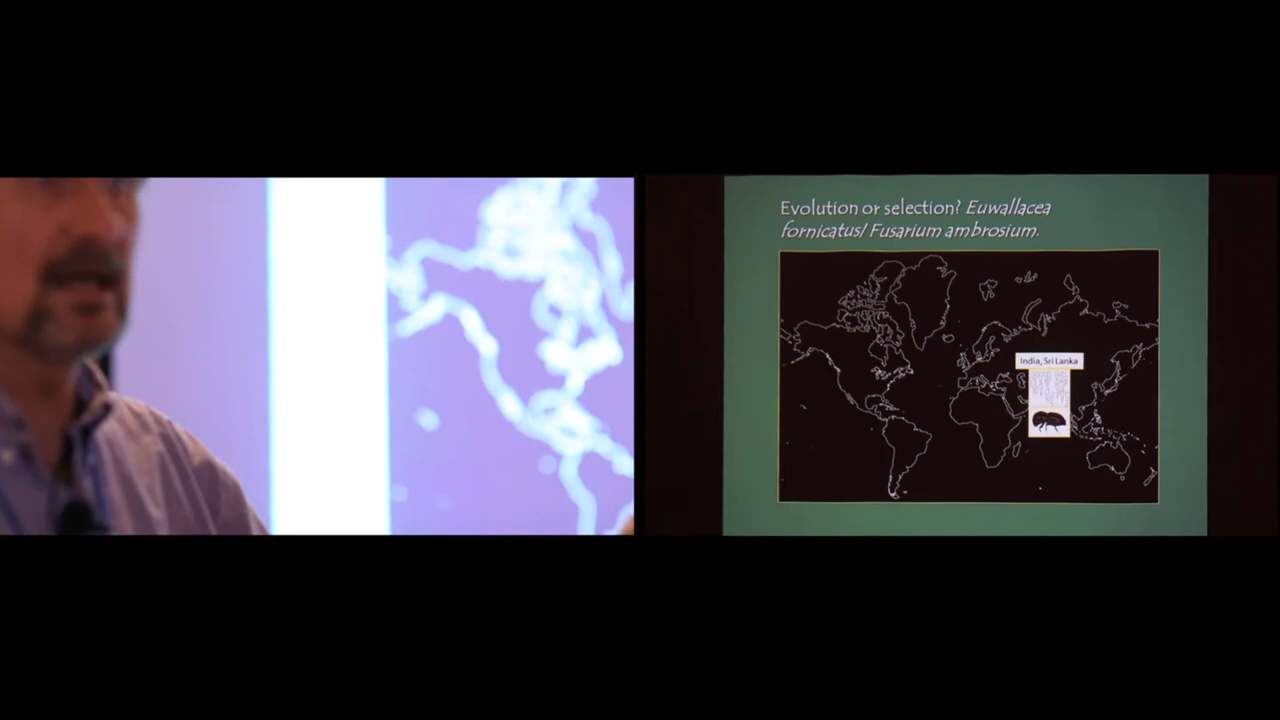 Evolution or selection? Euwallacea
fornicatus/ Fusarium ambrosium.
India, Sri Lanka